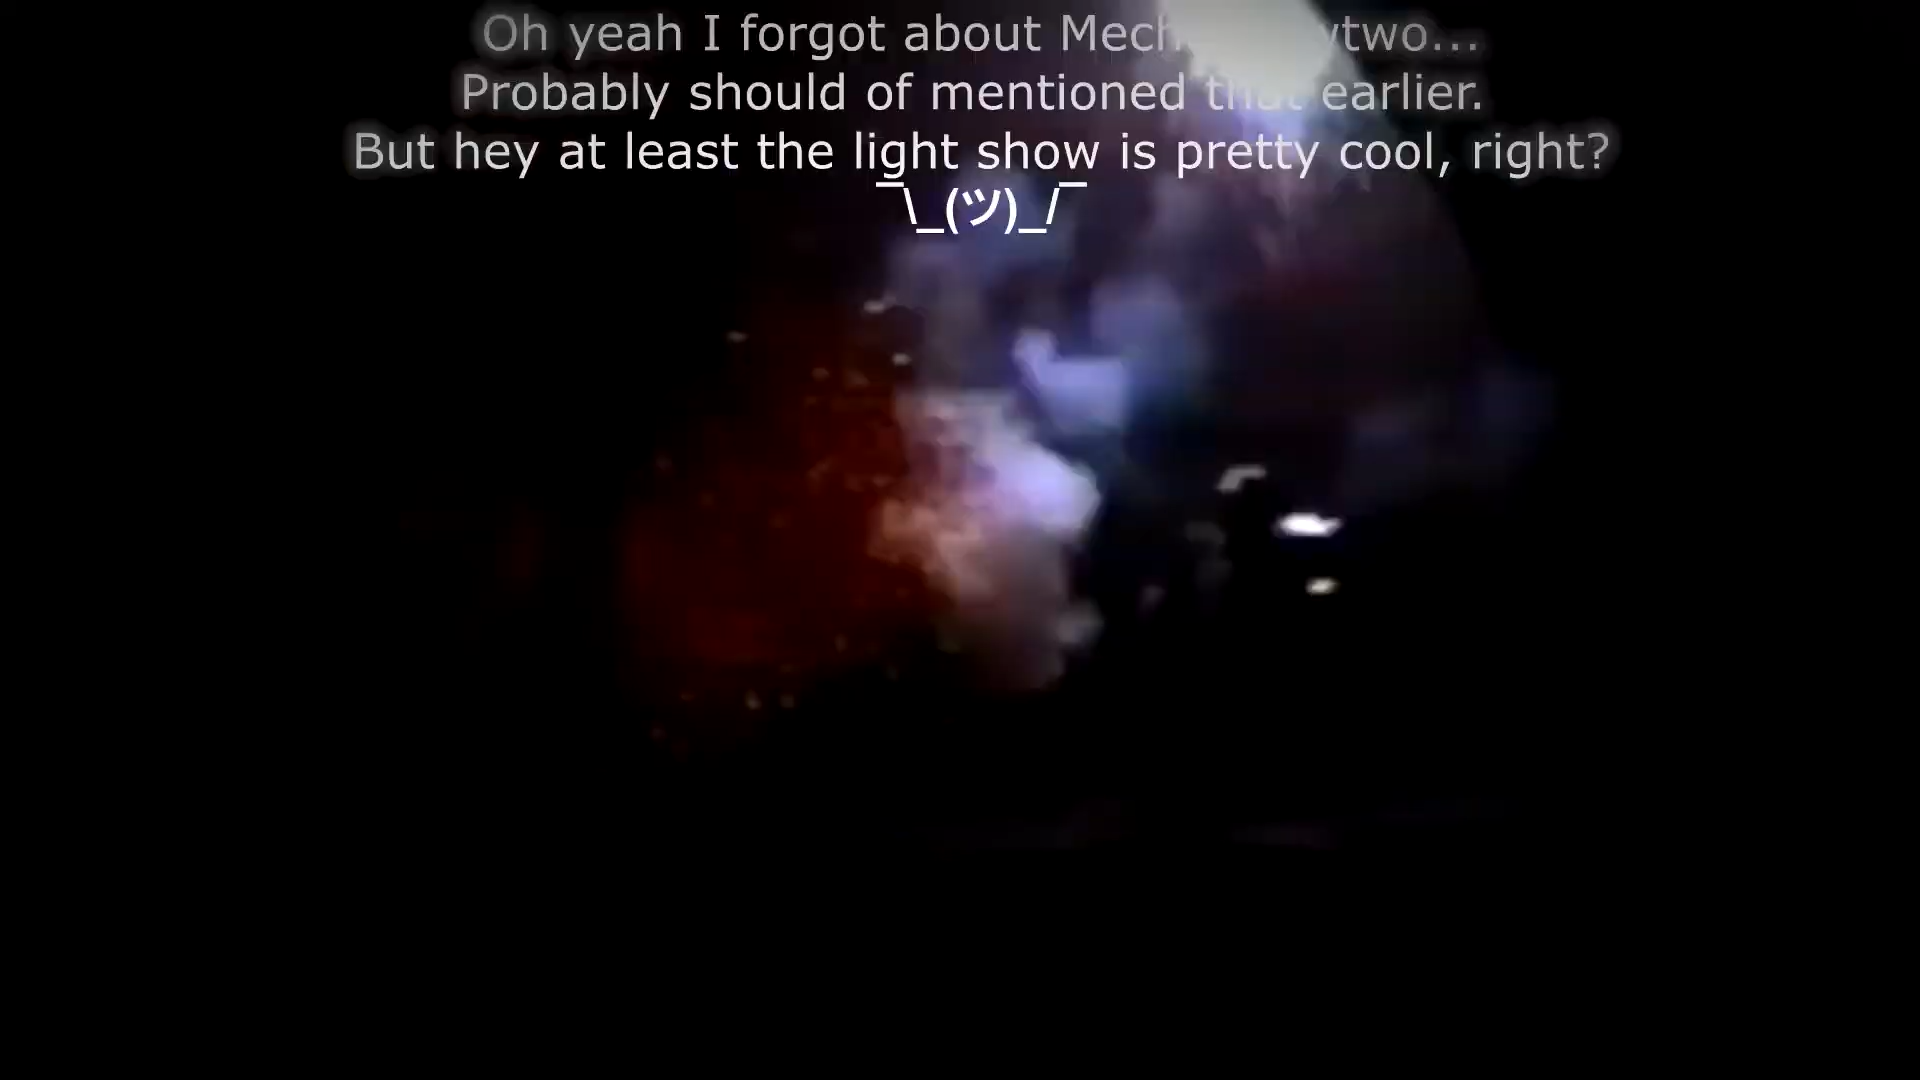 Oh yeah I forgot about
Probably should of mentioned that earlier.
But hey at least the light show is pretty cool, right?
¯\_(ツ)_/¯